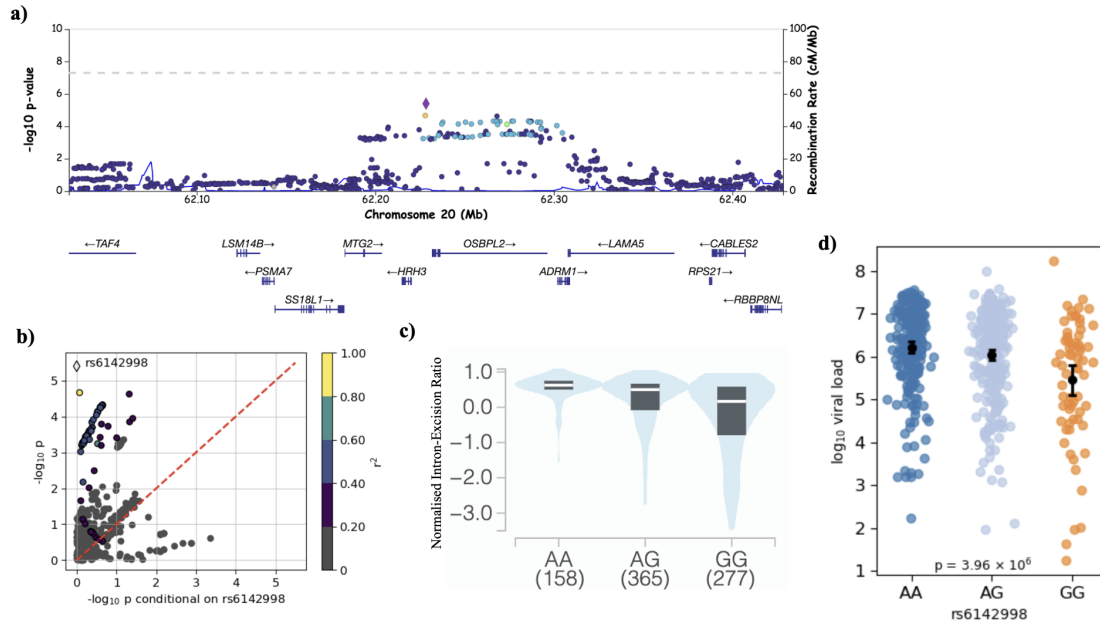 a)
10
8
6
4
2
0
-log10 p-value
100
80
60
40
20
0
Recombination Rate (cM/Mb)
62.10
62.20
62.30
62.40
Chromosome 20 (Mb)
←TAF4
LSM14B→
MTG2→
OSBPL2→
←LAMA5
←CABLES2
←PSMA7
←HRH3
ADRM1→
RPS21→
SS18L1→
←RBBP8NL
b)
rs6142998
5
4
3
2
1
0
-log₁₀ p
0
1
2
3
4
5
-log₁₀ p conditional on rs6142998
1.00
0.80
0.60
0.40
0.20
0
r²
c)
1.0
0.0
-1.0
-2.0
-3.0
Normalised Intron-Excision Ratio
AA
AG
GG
(158)
(365)
(277)
d)
8
7
6
5
4
3
2
1
log₁₀ viral load
p = 3.96 × 10⁶
AA
AG
GG
rs6142998